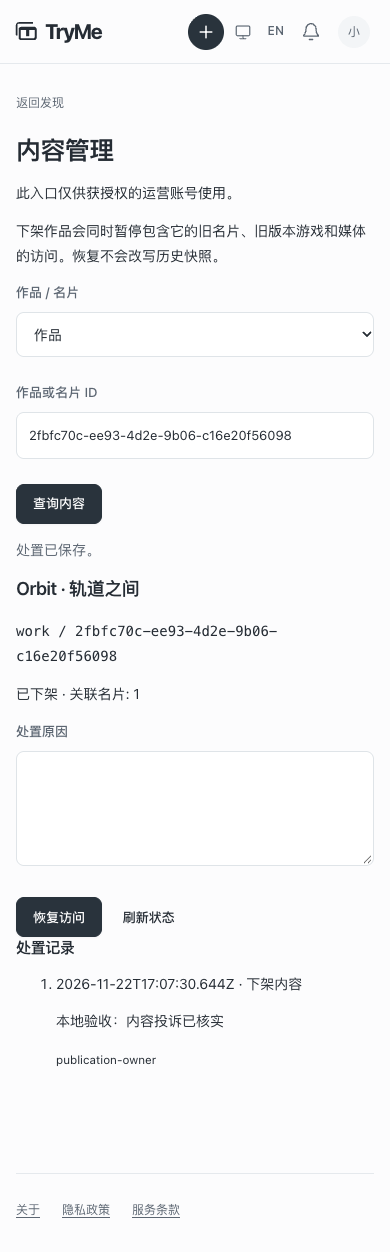 TryMe
EN
小
返回发现
内容管理
此入口仅供获授权的运营账号使用。
下架作品会同时暂停包含它的旧名片、旧版本游戏和媒体
的访问。恢复不会改写历史快照。
作品 / 名片
作品
作品或名片 ID
2fbfc70c-ee93-4d2e-9b06-c16e20f56098
查询内容
处置已保存。
Orbit · 轨道之间
work / 2fbfc70c-ee93-4d2e-9b06-
c16e20f56098
已下架 · 关联名片: 1
处置原因
恢复访问 刷新状态
处置记录
1. 2026-11-22T17:07:30.644Z · 下架内容
本地验收：内容投诉已核实
publication-owner
关于 隐私政策 服务条款